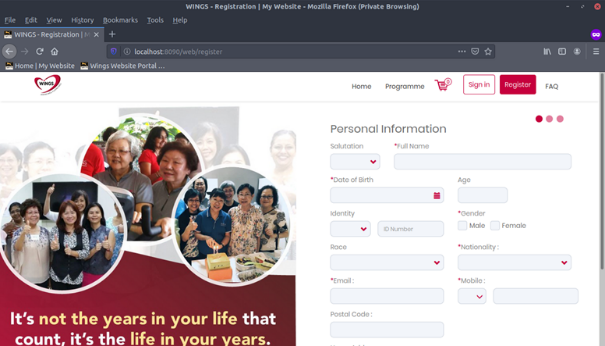 WINGS - Registration | My Website - Mozilla Firefox (Private Browsing)
File Edit View History Bookmarks Tools Help
WINGS - Registration | M
localhost:8090/web/register
Home | My Website Wings Website Portal ...
WINGS
Home Programme 0 Sign in Register FAQ
Personal Information
Salutation *Full Name
*Date of Birth Age
Identity *Gender
ID Number Male Female
Race *Nationality :
*Email : *Mobile :
Postal Code :
It's not the years in your life that
count, it's the life in your years.